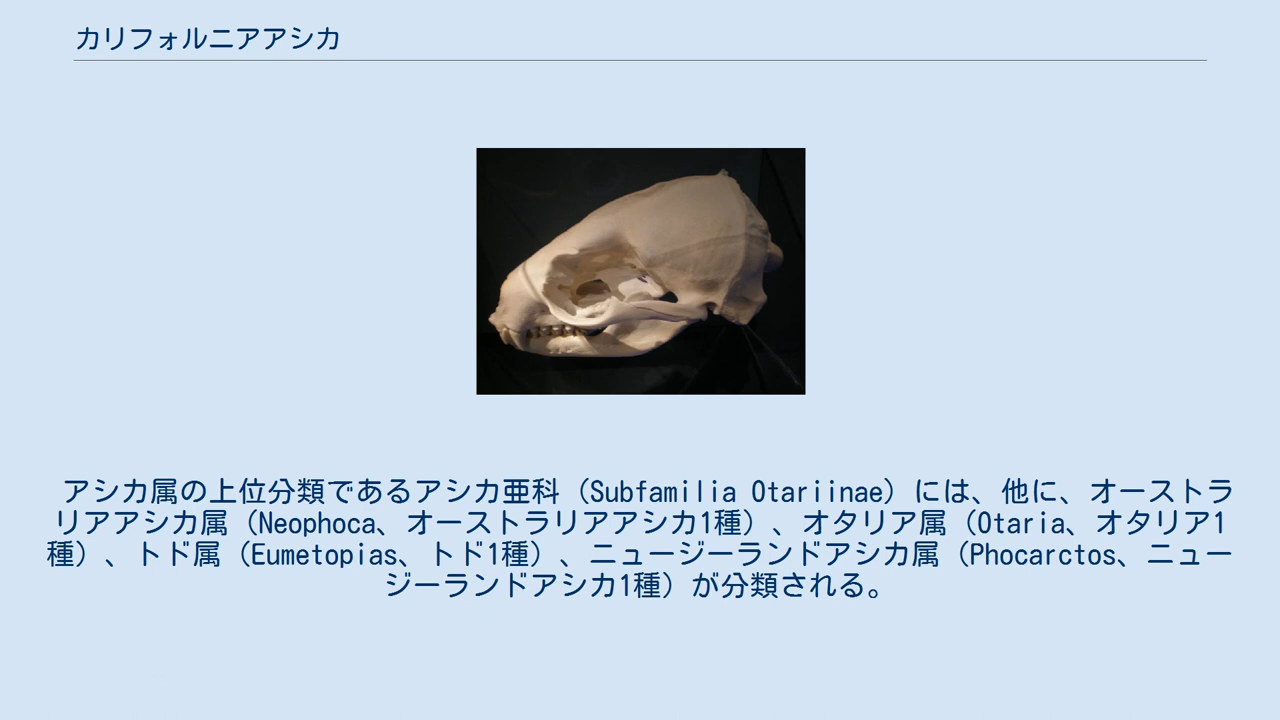 カリフォルニアアシカ
アシカ属の上位分類であるアシカ亜科（Subfamilia Otariinae）には、他に、オーストラ
リアアシカ属（Neophoca、オーストラリアアシカ1種）、オタリア属（Otaria、オタリア1
種）、トド属（Eumetopias、トド1種）、ニュージーランドアシカ属（Phocarctos、ニュー
ジーランドアシカ1種）が分類される。